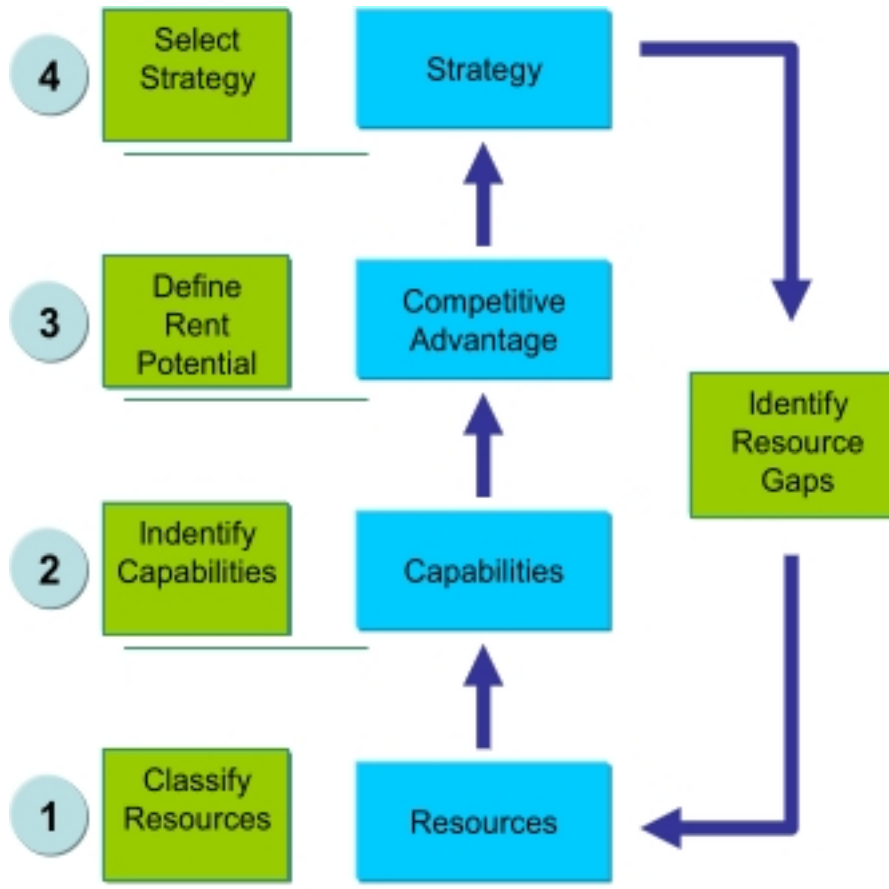 4
Select
Strategy
Strategy
3
Define
Rent
Potential
Competitive
Advantage
Identify
Resource
Gaps
2
Indentify
Capabilities
Capabilities
1
Classify
Resources
Resources